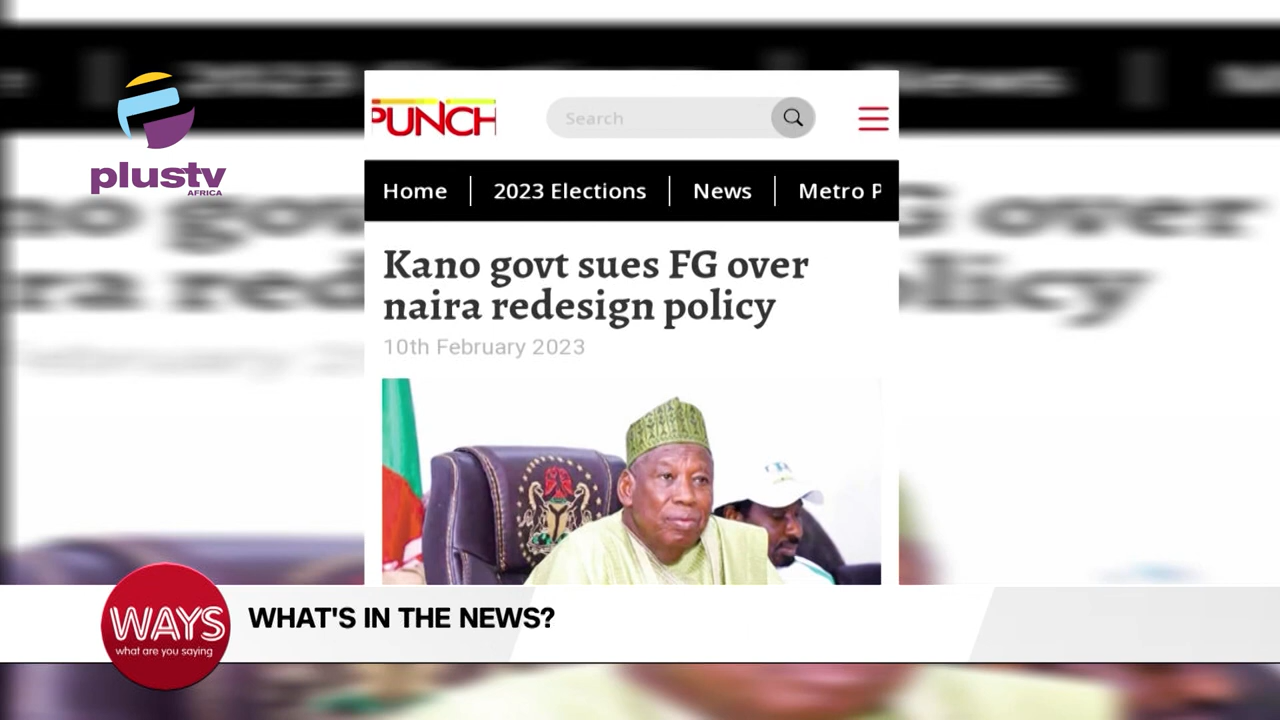 plustv
AFRICA
PUNCH
Search
Home
2023 Elections
News
Metro P
Kano govt sues FG over
naira redesign policy
10th February 2023
WAYS
what are you saying
WHAT'S IN THE NEWS?